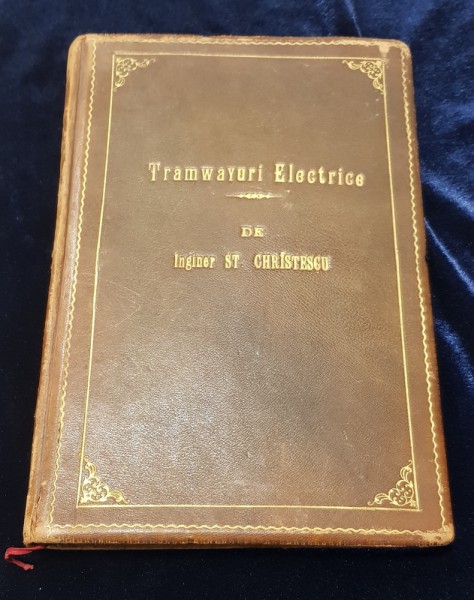 Tramwayuri Electrice
DE
Inginer ST CHRISTESCU